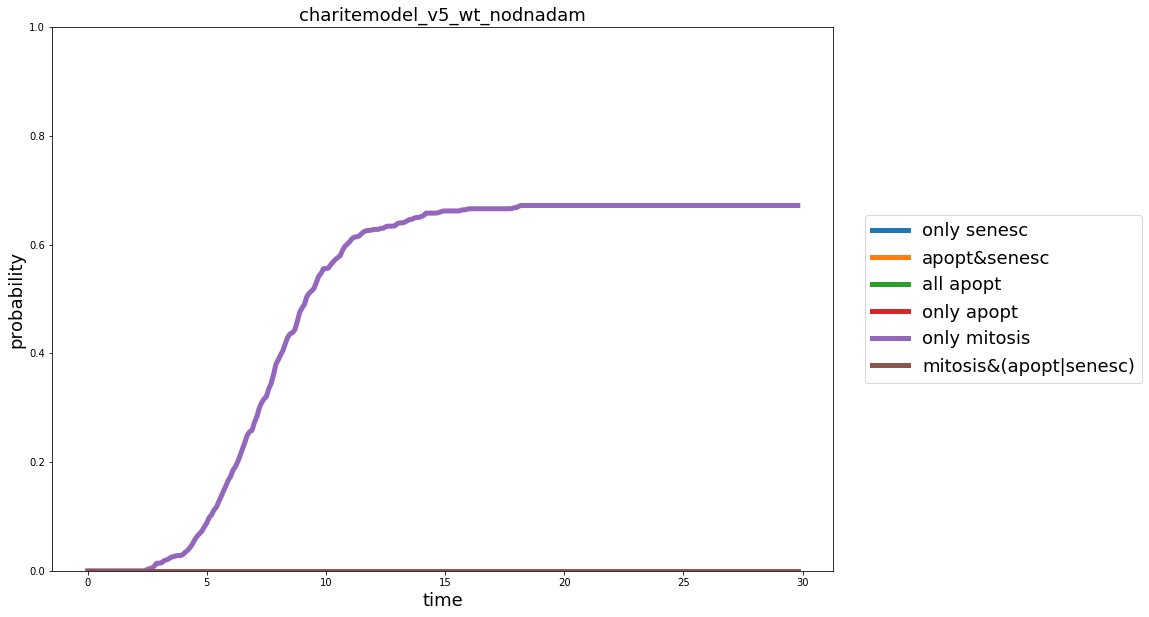 charitemodel_v5_wt_nodnadam
1.0
0.8
0.6
0.4
0.2
0.0
probability
0 5 10 15 20 25 30
time
only senesc
apopt&senesc
all apopt
only apopt
only mitosis
mitosis&(apopt|senesc)